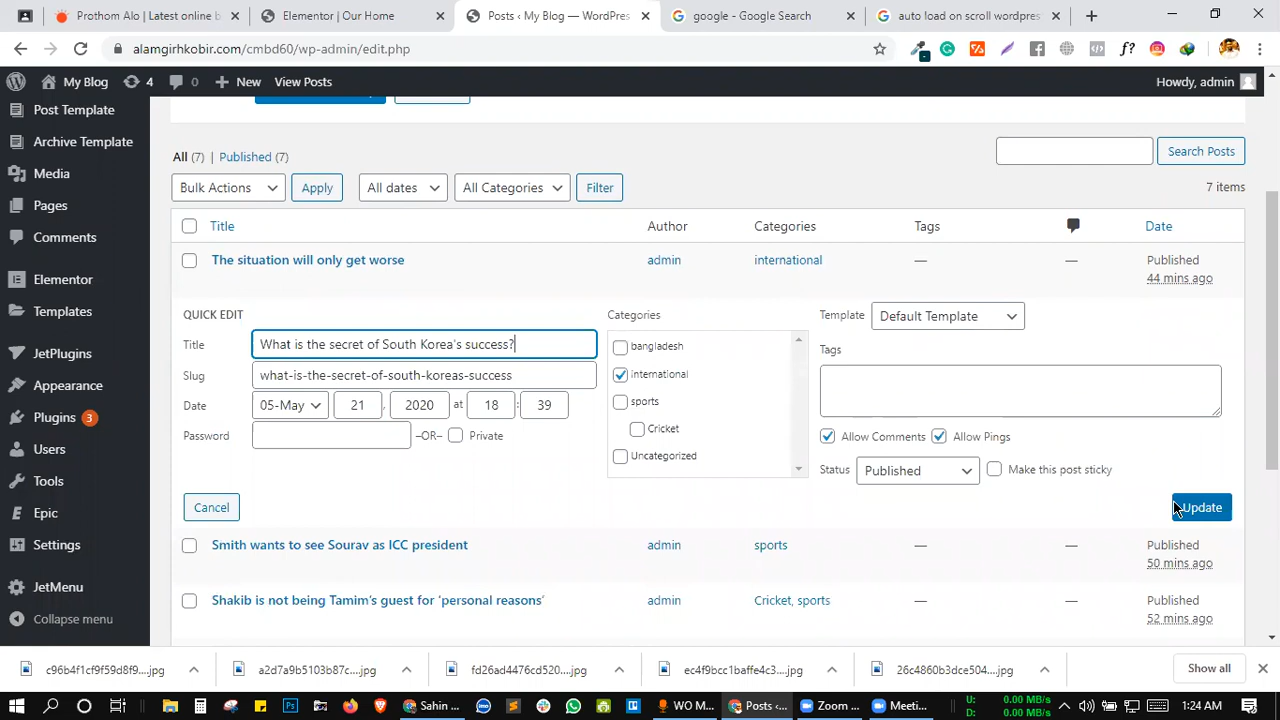 Prothom Alo | Latest online b
Elementor | Our Home
Posts ‹ My Blog — WordPres
google - Google Search
auto load on scroll wordpres
alamgirhkobir.com/cmbd60/wp-admin/edit.php
f?
My Blog
4
0
New
View Posts
Howdy, admin
Post Template
Archive Template
Media
Pages
Comments
Elementor
Templates
JetPlugins
Appearance
Plugins 3
Users
Tools
Epic
Settings
JetMenu
Collapse menu
All (7) | Published (7)
Search Posts
Bulk Actions
Apply
All dates
All Categories
Filter
7 items
Title
Author
Categories
Tags
Date
The situation will only get worse
admin
international
—
—
Published
44 mins ago
QUICK EDIT
Title
What is the secret of South Korea's success?
Slug
what-is-the-secret-of-south-koreas-success
Date
05-May
21
,
2020
at
18
:
39
Password
–OR–
Private
Categories
bangladesh
international
sports
Cricket
Uncategorized
Template
Default Template
Tags
Allow Comments
Allow Pings
Status
Published
Make this post sticky
Cancel
Update
Smith wants to see Sourav as ICC president
admin
sports
—
—
Published
50 mins ago
Shakib is not being Tamim's guest for 'personal reasons'
admin
Cricket, sports
—
—
Published
52 mins ago
c96b4f1cf9f59d8f9....jpg
a2d7a9b5103b87c....jpg
fd26ad4476cd520....jpg
ec4f9bcc1baffe4c3....jpg
26c4860b3dce504....jpg
Show all
Sahin ...
WO M...
Posts ‹...
Zoom ...
Meeti...
U: 0.00 MB/s
D: 0.00 MB/s
1:24 AM